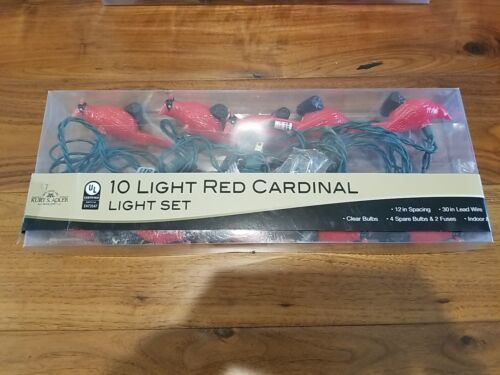 10 LIGHT RED CARDINAL
LIGHT SET
UL
KURT S. ADLER
• 12 in Spacing • 30 in Lead Wire
• Clear Bulbs • 4 Spare Bulbs & 2 Fuses • Indoor &